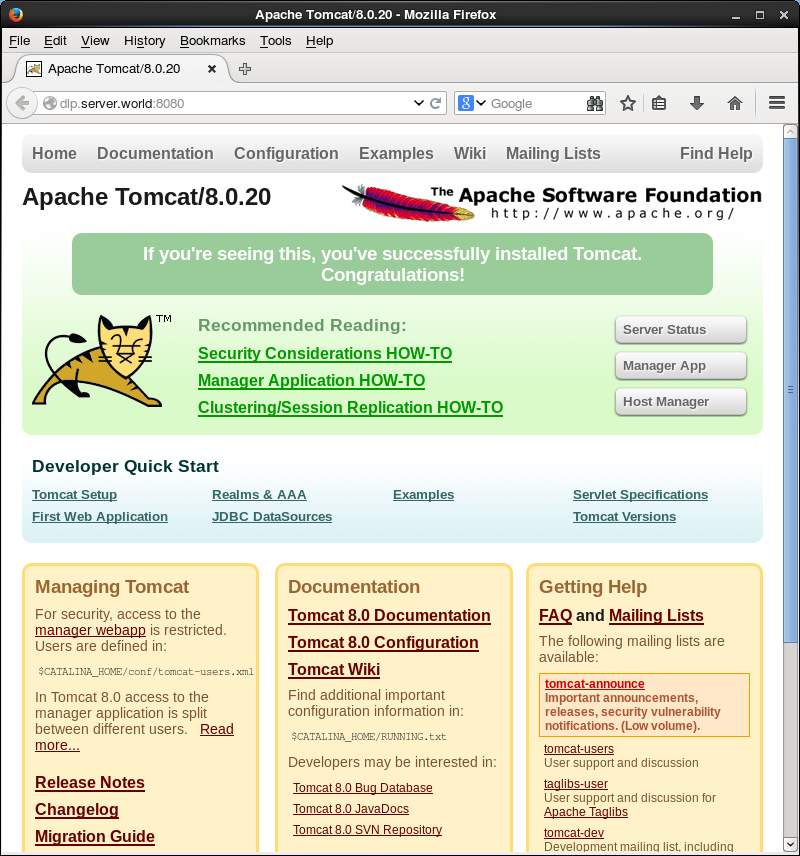 Apache Tomcat/8.0.20 - Mozilla Firefox
File Edit View History Bookmarks Tools Help
Apache Tomcat/8.0.20
dlp.server.world:8080
Google
Home Documentation Configuration Examples Wiki Mailing Lists Find Help
Apache Tomcat/8.0.20
The Apache Software Foundation
http://www.apache.org/
If you're seeing this, you've successfully installed Tomcat.
Congratulations!
TM
Recommended Reading:
Security Considerations HOW-TO
Manager Application HOW-TO
Clustering/Session Replication HOW-TO
Server Status
Manager App
Host Manager
Developer Quick Start
Tomcat Setup
First Web Application
Realms & AAA
JDBC DataSources
Examples
Servlet Specifications
Tomcat Versions
Managing Tomcat
For security, access to the
manager webapp is restricted.
Users are defined in:
$CATALINA_HOME/conf/tomcat-users.xml
In Tomcat 8.0 access to the
manager application is split
between different users. Read
more...
Release Notes
Changelog
Migration Guide
Documentation
Tomcat 8.0 Documentation
Tomcat 8.0 Configuration
Tomcat Wiki
Find additional important
configuration information in:
$CATALINA_HOME/RUNNING.txt
Developers may be interested in:
Tomcat 8.0 Bug Database
Tomcat 8.0 JavaDocs
Tomcat 8.0 SVN Repository
Getting Help
FAQ and Mailing Lists
The following mailing lists are
available:
tomcat-announce
Important announcements,
releases, security vulnerability
notifications. (Low volume).
tomcat-users
User support and discussion
taglibs-user
User support and discussion for
Apache Taglibs
tomcat-dev
Development mailing list, including